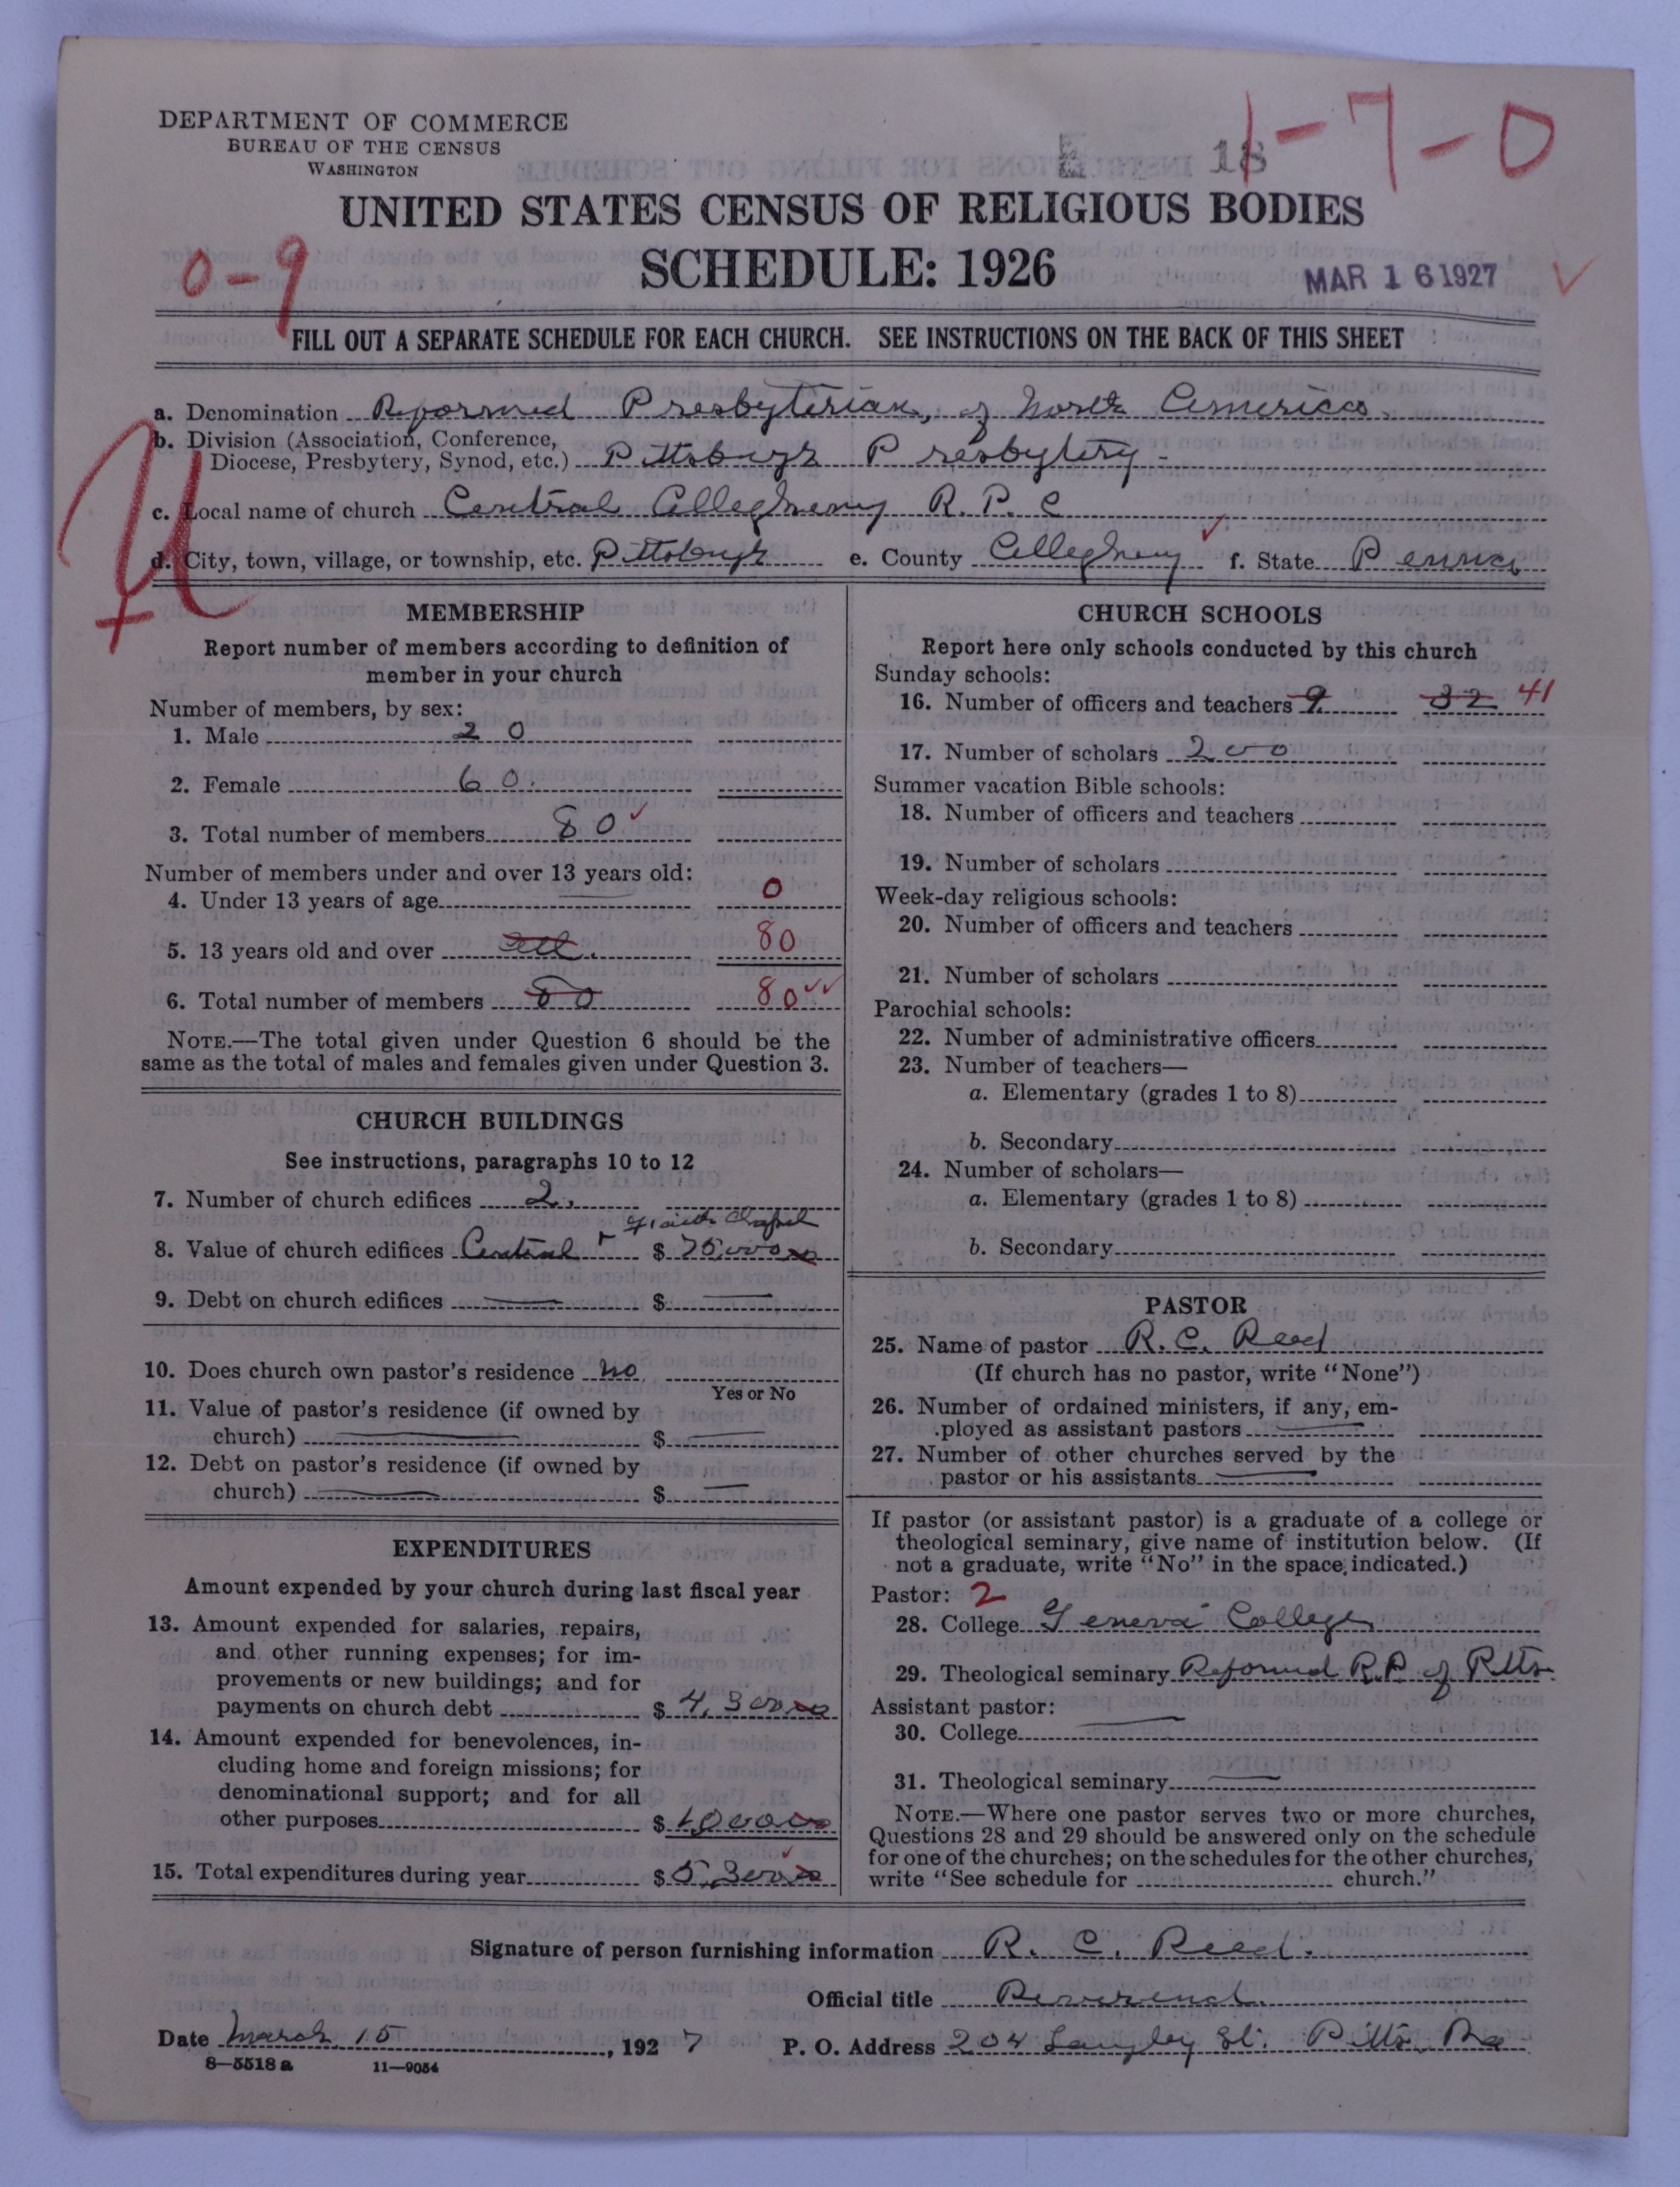 DEPARTMENT OF COMMERCE
BUREAU OF THE CENSUS
WASHINGTON
18
1-7-0
UNITED STATES CENSUS OF RELIGIOUS BODIES
SCHEDULE: 1926
0-9
MAR 16 1927
FILL OUT A SEPARATE SCHEDULE FOR EACH CHURCH. SEE INSTRUCTIONS ON THE BACK OF THIS SHEET
a. Denomination Reformed Presbyterian, of North America
b. Division (Association, Conference,
Diocese, Presbytery, Synod, etc.) Pittsburgh Presbytery
c. Local name of church Central Allegheny R. P. C
d. City, town, village, or township, etc. Pittsburgh e. County Allegheny f. State Penna
MEMBERSHIP
Report number of members according to definition of
member in your church
Number of members, by sex:
1. Male 20
2. Female 60.
3. Total number of members 80
Number of members under and over 13 years old:
4. Under 13 years of age 0
5. 13 years old and over all. 80
6. Total number of members 80 80
NOTE.—The total given under Question 6 should be the
same as the total of males and females given under Question 3.
CHURCH BUILDINGS
See instructions, paragraphs 10 to 12
7. Number of church edifices 2.
Faith Chapel
8. Value of church edifices Central + $ 75,000
9. Debt on church edifices $
10. Does church own pastor's residence no
Yes or No
11. Value of pastor's residence (if owned by
church) $
12. Debt on pastor's residence (if owned by
church) $
EXPENDITURES
Amount expended by your church during last fiscal year
13. Amount expended for salaries, repairs,
and other running expenses; for im-
provements or new buildings; and for
payments on church debt $ 4,300
14. Amount expended for benevolences, in-
cluding home and foreign missions; for
denominational support; and for all
other purposes $ 1,000
15. Total expenditures during year $ 5,300
CHURCH SCHOOLS
Report here only schools conducted by this church
Sunday schools:
16. Number of officers and teachers 9 32 41
17. Number of scholars 200
Summer vacation Bible schools:
18. Number of officers and teachers
19. Number of scholars
Week-day religious schools:
20. Number of officers and teachers
21. Number of scholars
Parochial schools:
22. Number of administrative officers
23. Number of teachers—
a. Elementary (grades 1 to 8)
b. Secondary
24. Number of scholars—
a. Elementary (grades 1 to 8)
b. Secondary
PASTOR
25. Name of pastor R. C. Reed
(If church has no pastor, write "None")
26. Number of ordained ministers, if any, em-
ployed as assistant pastors
27. Number of other churches served by the
pastor or his assistants
If pastor (or assistant pastor) is a graduate of a college or
theological seminary, give name of institution below. (If
not a graduate, write "No" in the space indicated.)
Pastor: 2
28. College Geneva College
29. Theological seminary Reformed R.P. of Pitts.
Assistant pastor:
30. College
31. Theological seminary
NOTE.—Where one pastor serves two or more churches,
Questions 28 and 29 should be answered only on the schedule
for one of the churches; on the schedules for the other churches,
write "See schedule for church."
Signature of person furnishing information R. C. Reed.
Official title Reverend.
Date March 15, 1927 P. O. Address 204 Langley St. Pitts. Pa
8—5518 a 11—9054